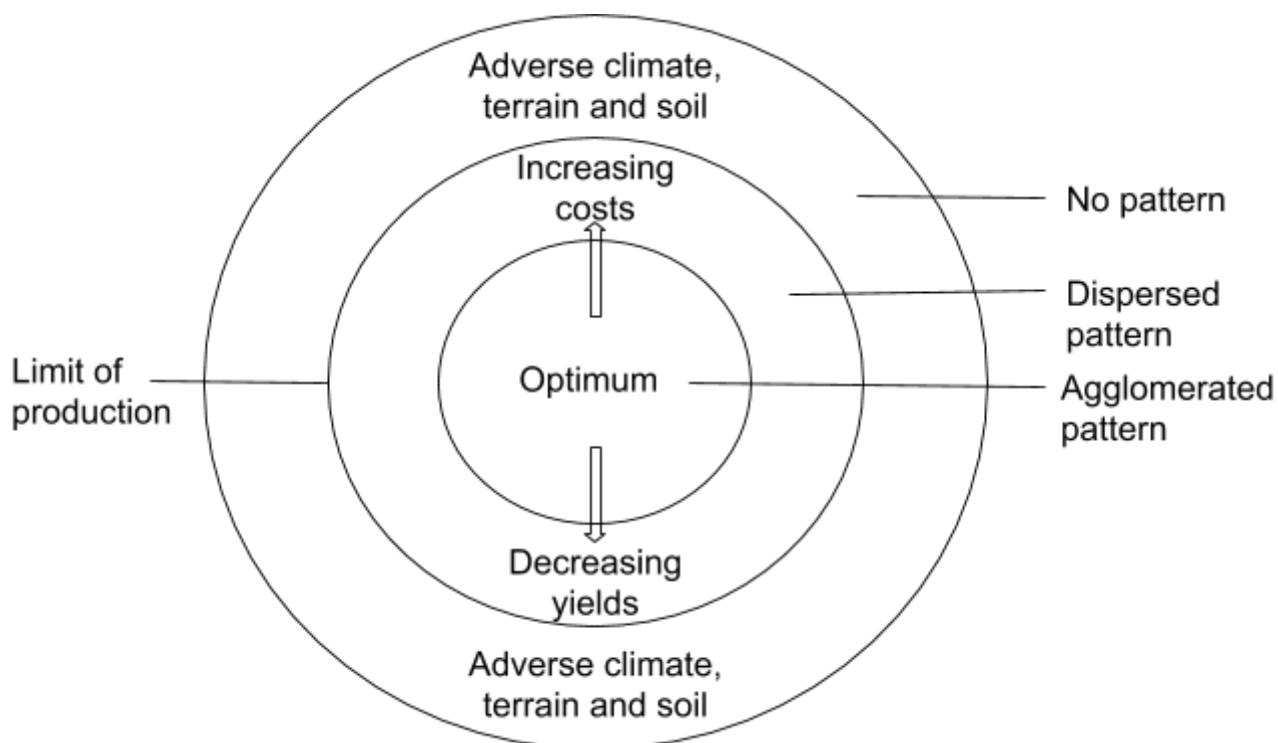 Adverse climate,
terrain and soil
Increasing
costs
No pattern
Dispersed
pattern
Limit of
production
Optimum
Agglomerated
pattern
Decreasing
yields
Adverse climate,
terrain and soil